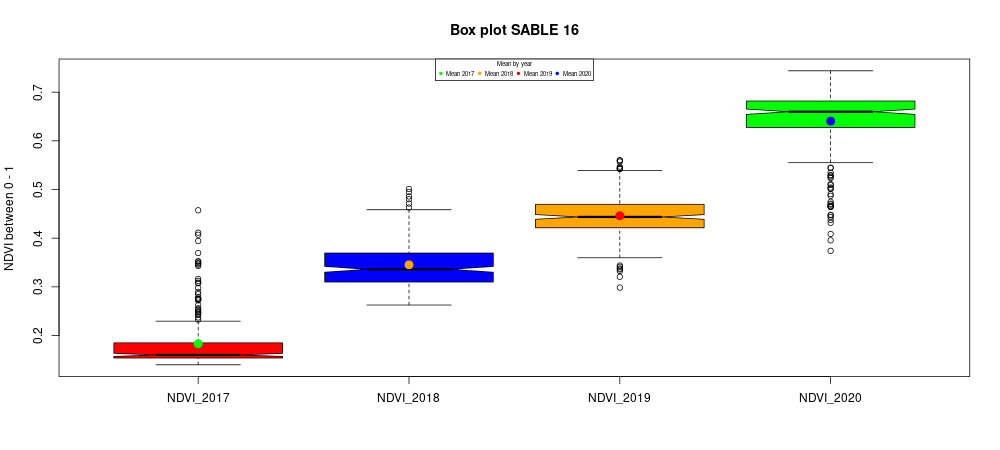 Box plot SABLE 16
Mean by year
Mean 2017 Mean 2018 Mean 2019 Mean 2020
NDVI between 0 - 1
0.7
0.6
0.5
0.4
0.3
0.2
NDVI_2017 NDVI_2018 NDVI_2019 NDVI_2020